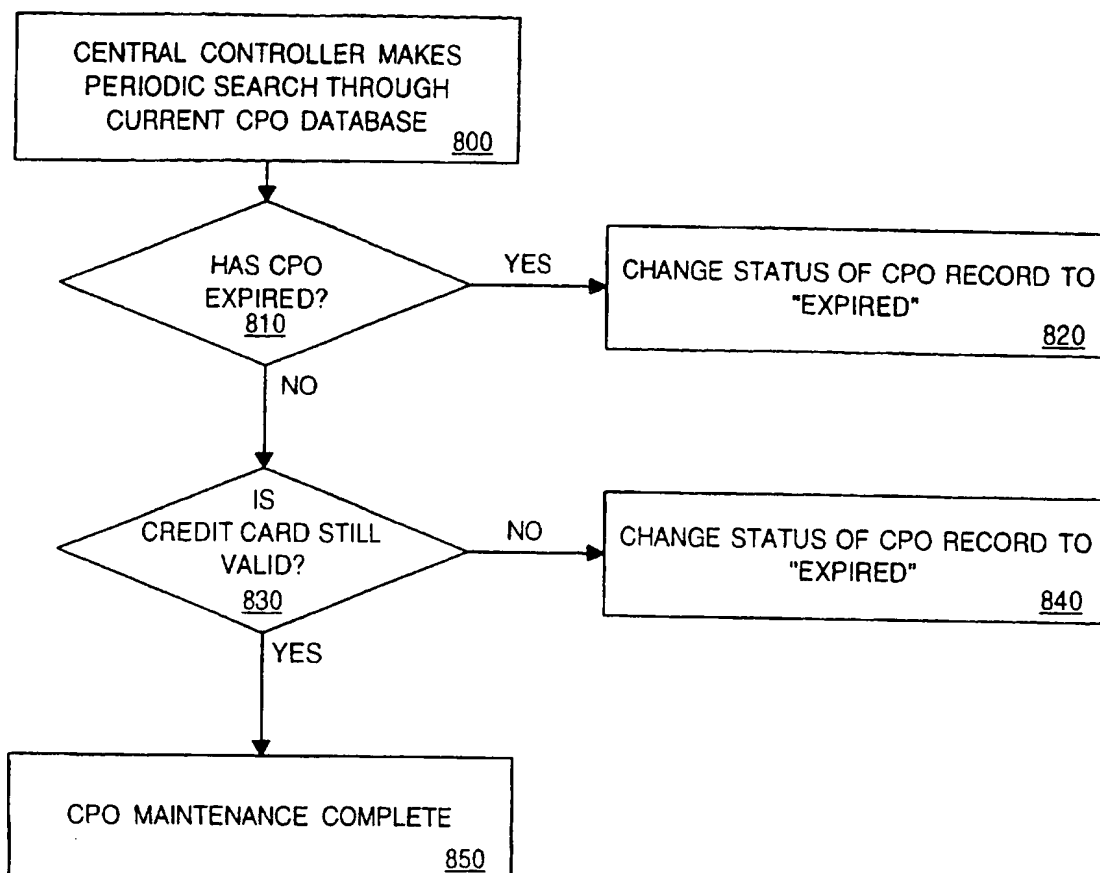 CENTRAL CONTROLLER MAKES
PERIODIC SEARCH THROUGH
CURRENT CPO DATABASE
800
HAS CPO
EXPIRED?
810
YES
CHANGE STATUS OF CPO RECORD TO
"EXPIRED"
820
NO
IS
CREDIT CARD STILL
VALID?
830
NO
CHANGE STATUS OF CPO RECORD TO
"EXPIRED"
840
YES
CPO MAINTENANCE COMPLETE
850